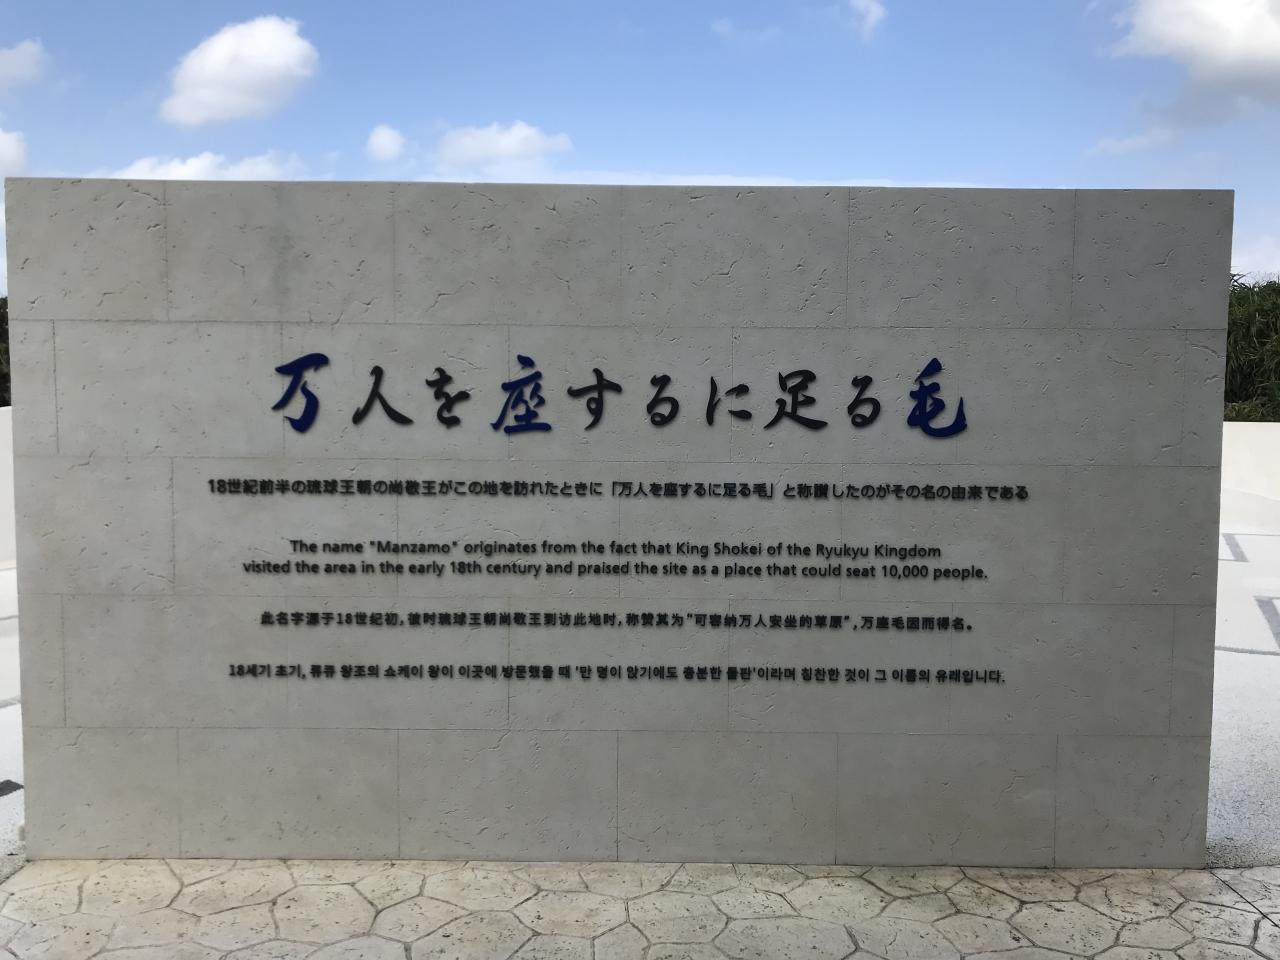 万人を座するに足る毛
18世紀前半の琉球王朝の尚敬王がこの地を訪れたときに「万人を座するに足る毛」と称讃したのがその名の由来である
The name "Manzamo" originates from the fact that King Shokei of the Ryukyu Kingdom
visited the area in the early 18th century and praised the site as a place that could seat 10,000 people.
此名字源于18世纪初，彼时琉球王朝尚敬王到访此地时，称赞其为“可容纳万人安坐的草原”，万座毛因而得名。
18세기 초기, 류큐 왕조의 쇼케이 왕이 이곳에 방문했을 때 '만 명이 앉기에도 충분한 들판'이라며 칭찬한 것이 그 이름의 유래입니다.